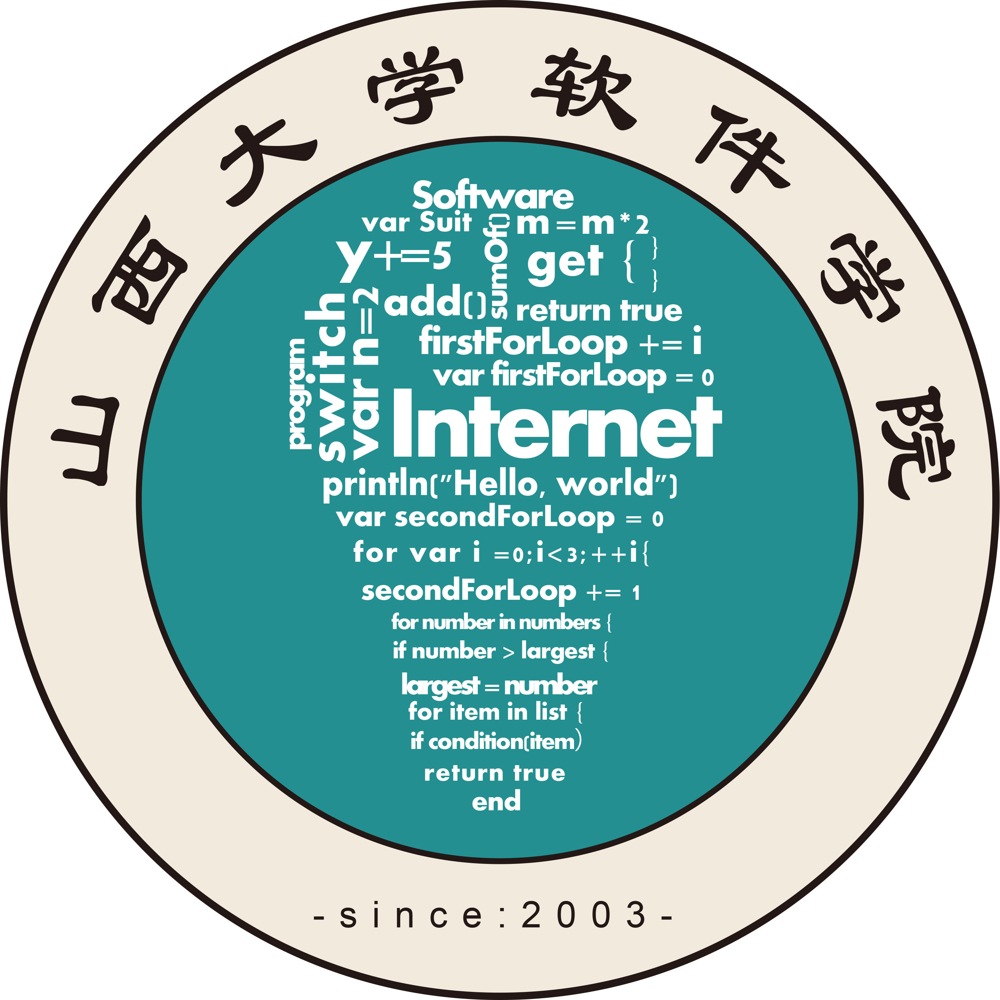 山西大学软件学院
Software
var Suit
sumOf()
m=m*2
y+=5
get { } }
program
switch
var n=2
add()
return true
firstForLoop += i
var firstForLoop = 0
Internet
println("Hello, world")
var secondForLoop = 0
for var i =0;i<3;++i{
secondForLoop += 1
for number in numbers {
if number > largest {
largest=number
for item in list {
if condition(item)
return true
end
-since:2003-